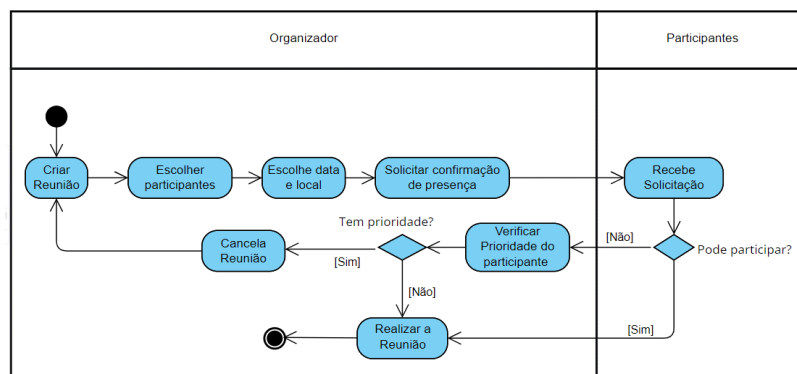 Organizador
Participantes
Criar
Reunião
Escolher
participantes
Escolhe data
e local
Solicitar confirmação
de presença
Recebe
Solicitação
Tem prioridade?
Cancela
Reunião
[Sim]
Verificar
Prioridade do
participante
[Não]
Pode participar?
[Não]
Realizar a
Reunião
[Sim]